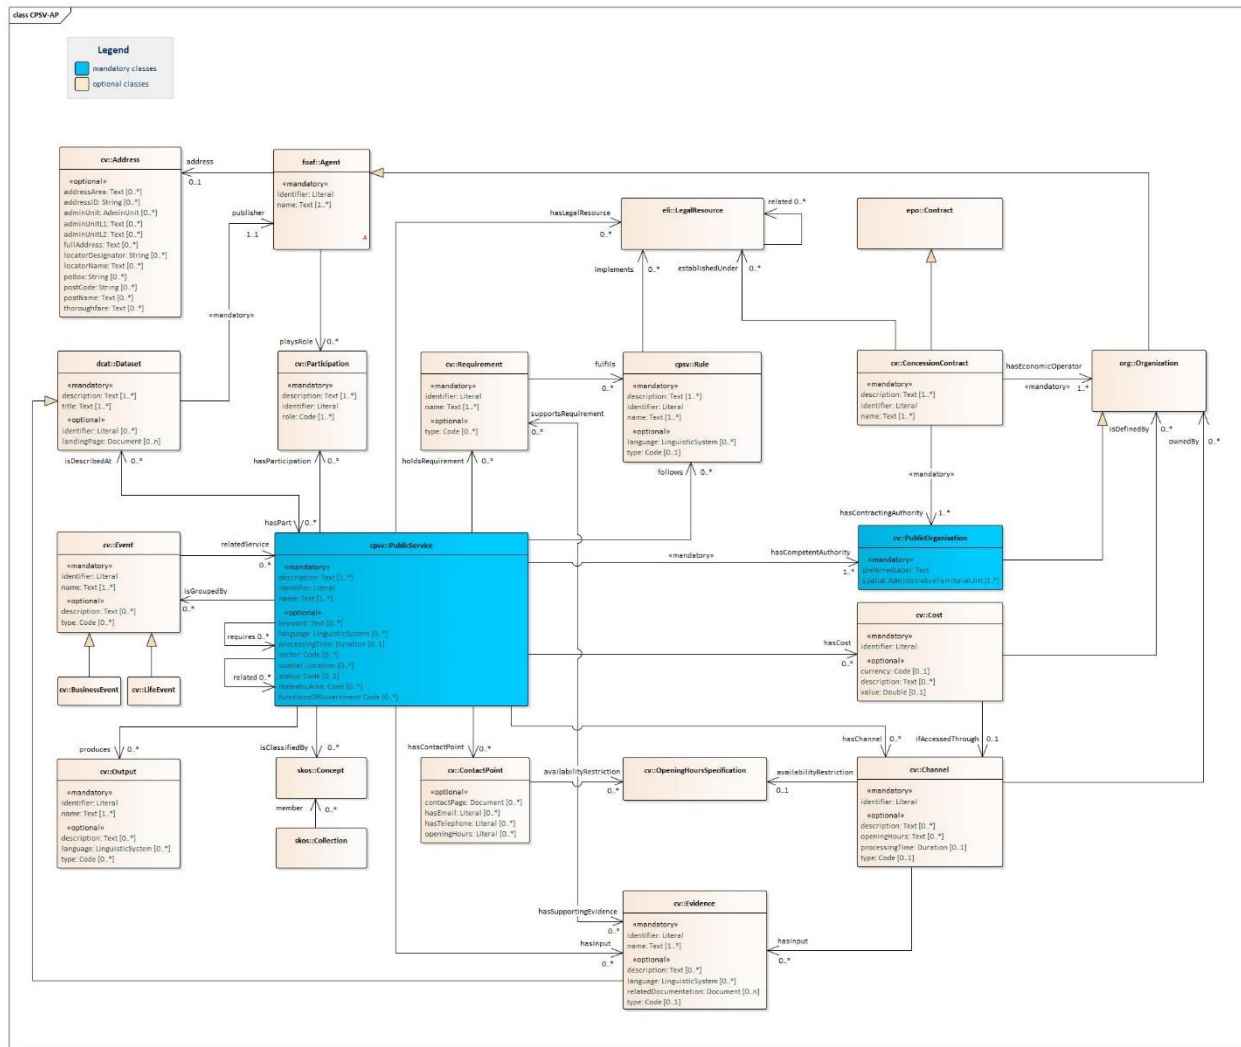 class CPSV-AP
Legend
mandatory classes
optional classes
cv::Address
«optional»
addressArea: Text [0..*]
addressID: String [0..*]
adminUnit: AdminUnit [0..*]
adminUnitL1: Text [0..*]
adminUnitL2: Text [0..*]
fullAddress: Text [0..*]
locatorDesignator: String [0..*]
locatorName: Text [0..*]
poBox: String [0..*]
postCode: String [0..*]
postName: Text [0..*]
thoroughfare: Text [0..*]
address
0..1
foaf::Agent
«mandatory»
identifier: Literal
name: Text [1..*]
A
publisher
1..1
«mandatory»
playsRole
0..*
hasLegalResource
0..*
eli::LegalResource
related 0..*
implements
0..*
establishedUnder
0..*
epo::Contract
dcat::Dataset
«mandatory»
description: Text [1..*]
title: Text [1..*]
«optional»
identifier: Literal [0..*]
landingPage: Document [0..n]
isDescribedAt
0..*
hasPart
0..*
cv::Participation
«mandatory»
description: Text [1..*]
identifier: Literal
role: Code [1..*]
hasParticipation
0..*
cv::Requirement
«mandatory»
identifier: Literal
name: Text [1..*]
«optional»
type: Code [0..*]
fulfils
0..*
supportsRequirement
0..*
holdsRequirement
0..*
cpsv::Rule
«mandatory»
description: Text [1..*]
identifier: Literal
name: Text [1..*]
«optional»
language: LinguisticSystem [0..*]
type: Code [0..1]
follows
0..*
cv::ConcessionContract
«mandatory»
description: Text [1..*]
identifier: Literal
name: Text [1..*]
hasEconomicOperator
«mandatory»
1..*
org::Organization
isDefinedBy
0..*
ownedBy
0..*
«mandatory»
hasContractingAuthority
1..*
cv::Event
«mandatory»
identifier: Literal
name: Text [1..*]
«optional»
description: Text [0..*]
type: Code [0..*]
relatedService
0..*
isGroupedBy
0..*
cv::BusinessEvent
cv::LifeEvent
cpsv::PublicService
«mandatory»
description: Text [1..*]
identifier: Literal
name: Text [1..*]
«optional»
keyword: Text [0..*]
language: LinguisticSystem [0..*]
processingTime: Duration [0..1]
sector: Code [0..*]
spatial: Location [0..*]
status: Code [0..1]
thematicArea: Code [0..*]
functionsOfGovernment: Code [0..*]
requires 0..*
related 0..*
«mandatory»
hasCompetentAuthority
1..*
cv::PublicOrganisation
«mandatory»
preferredLabel: Text
spatial: AdministrativeTerritorialUnit [1..*]
hasCost
0..*
cv::Cost
«mandatory»
identifier: Literal
«optional»
currency: Code [0..1]
description: Text [0..*]
value: Double [0..1]
produces
0..*
isClassifiedBy
0..*
hasContactPoint
0..*
hasChannel
0..*
ifAccessedThrough
0..1
cv::Output
«mandatory»
identifier: Literal
name: Text [1..*]
«optional»
description: Text [0..*]
language: LinguisticSystem [0..*]
type: Code [0..*]
skos::Concept
member
0..*
skos::Collection
cv::ContactPoint
«optional»
contactPage: Document [0..*]
hasEmail: Literal [0..*]
hasTelephone: Literal [0..*]
openingHours: Literal [0..*]
availabilityRestriction
0..*
cv::OpeningHoursSpecification
availabilityRestriction
0..1
cv::Channel
«mandatory»
identifier: Literal
«optional»
description: Text [0..*]
openingHours: Text [0..*]
processingTime: Duration [0..1]
type: Code [0..1]
hasSupportingEvidence
0..*
hasInput
0..*
cv::Evidence
«mandatory»
identifier: Literal
name: Text [1..*]
«optional»
description: Text [0..*]
language: LinguisticSystem [0..*]
relatedDocumentation: Document [0..n]
type: Code [0..1]
hasInput
0..*